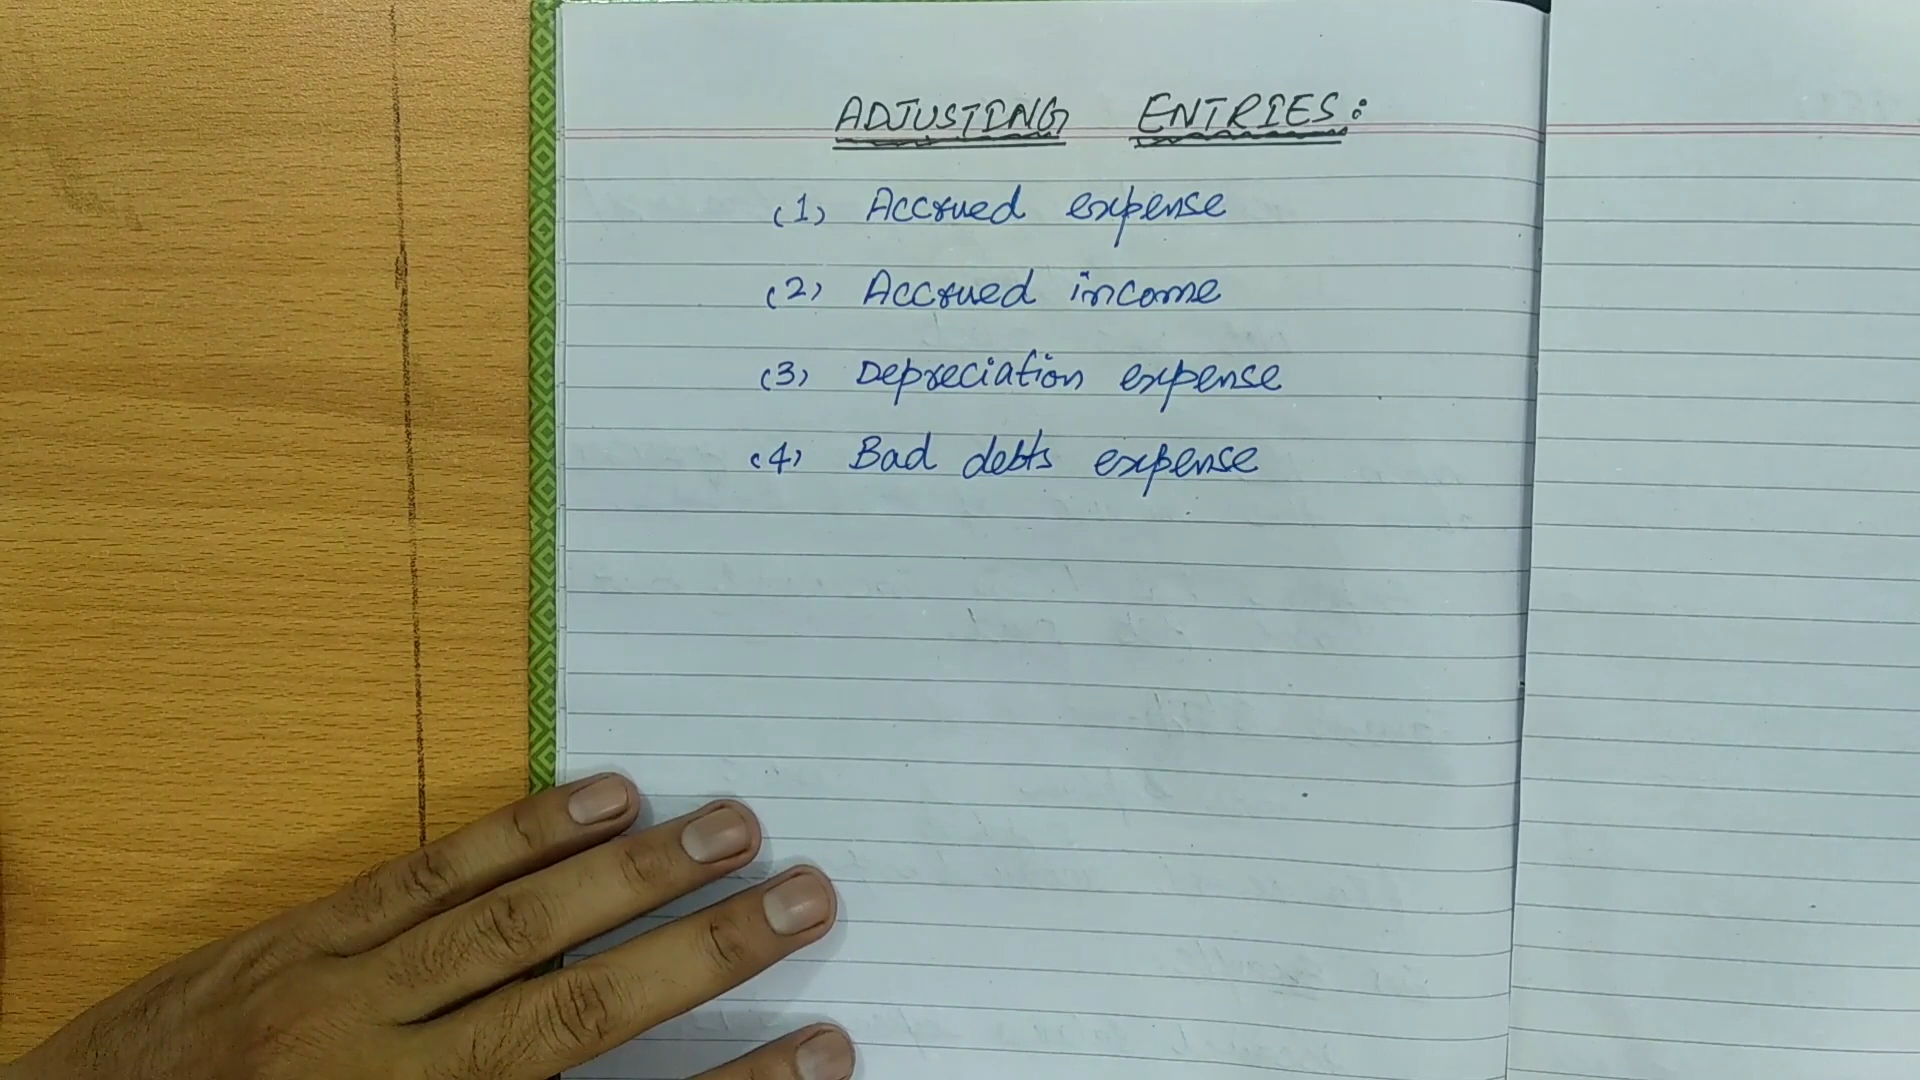 ADJUSTING ENTRIES:
(1) Accrued expense
(2) Accrued income
(3) Depreciation expense
(4) Bad debts expense